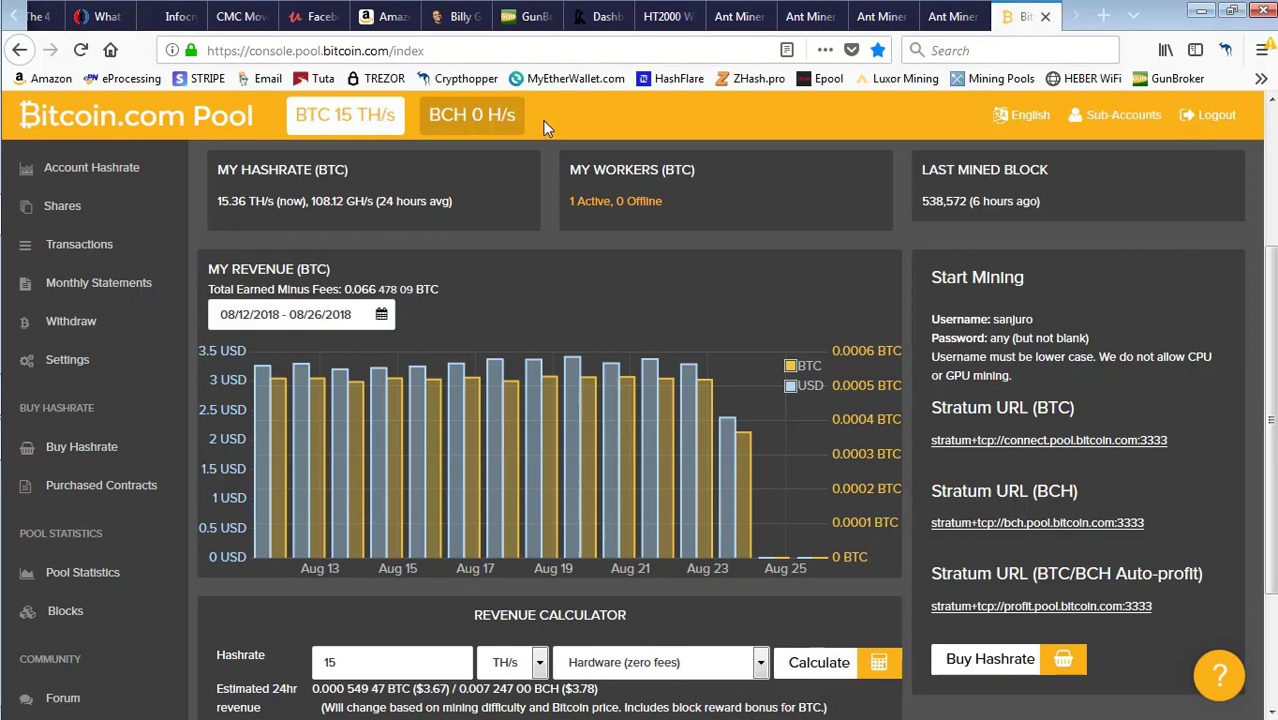 The 4
What
Infocry
CMC Mov
Facebo
Amazo
Billy G
GunBr
Dashb
HT2000 W
Ant Miner
Ant Miner
Ant Miner
Ant Miner
Bit
https://console.pool.bitcoin.com/index
Search
Amazon
eProcessing
STRIPE
Email
Tuta
TREZOR
Crypthopper
MyEtherWallet.com
HashFlare
ZHash.pro
Epool
Luxor Mining
Mining Pools
HEBER WiFi
GunBroker
Bitcoin.com Pool
BTC 15 TH/s
BCH 0 H/s
English
Sub-Accounts
Logout
Account Hashrate
Shares
Transactions
Monthly Statements
Withdraw
Settings
BUY HASHRATE
Buy Hashrate
Purchased Contracts
POOL STATISTICS
Pool Statistics
Blocks
COMMUNITY
Forum
MY HASHRATE (BTC)
15.36 TH/s (now), 108.12 GH/s (24 hours avg)
MY WORKERS (BTC)
1 Active, 0 Offline
LAST MINED BLOCK
538,572 (6 hours ago)
MY REVENUE (BTC)
Total Earned Minus Fees: 0.066 478 09 BTC
08/12/2018 - 08/26/2018
3.5 USD
3 USD
2.5 USD
2 USD
1.5 USD
1 USD
0.5 USD
0 USD
BTC
USD
0.0006 BTC
0.0005 BTC
0.0004 BTC
0.0003 BTC
0.0002 BTC
0.0001 BTC
0 BTC
Aug 13
Aug 15
Aug 17
Aug 19
Aug 21
Aug 23
Aug 25
REVENUE CALCULATOR
Hashrate
15
TH/s
Hardware (zero fees)
Calculate
Estimated 24hr
revenue
0.000 549 47 BTC ($3.67) / 0.007 247 00 BCH ($3.78)
(Will change based on mining difficulty and Bitcoin price. Includes block reward bonus for BTC.)
Start Mining
Username: sanjuro
Password: any (but not blank)
Username must be lower case. We do not allow CPU
or GPU mining.
Stratum URL (BTC)
stratum+tcp://connect.pool.bitcoin.com:3333
Stratum URL (BCH)
stratum+tcp://bch.pool.bitcoin.com:3333
Stratum URL (BTC/BCH Auto-profit)
stratum+tcp://profit.pool.bitcoin.com:3333
Buy Hashrate
?